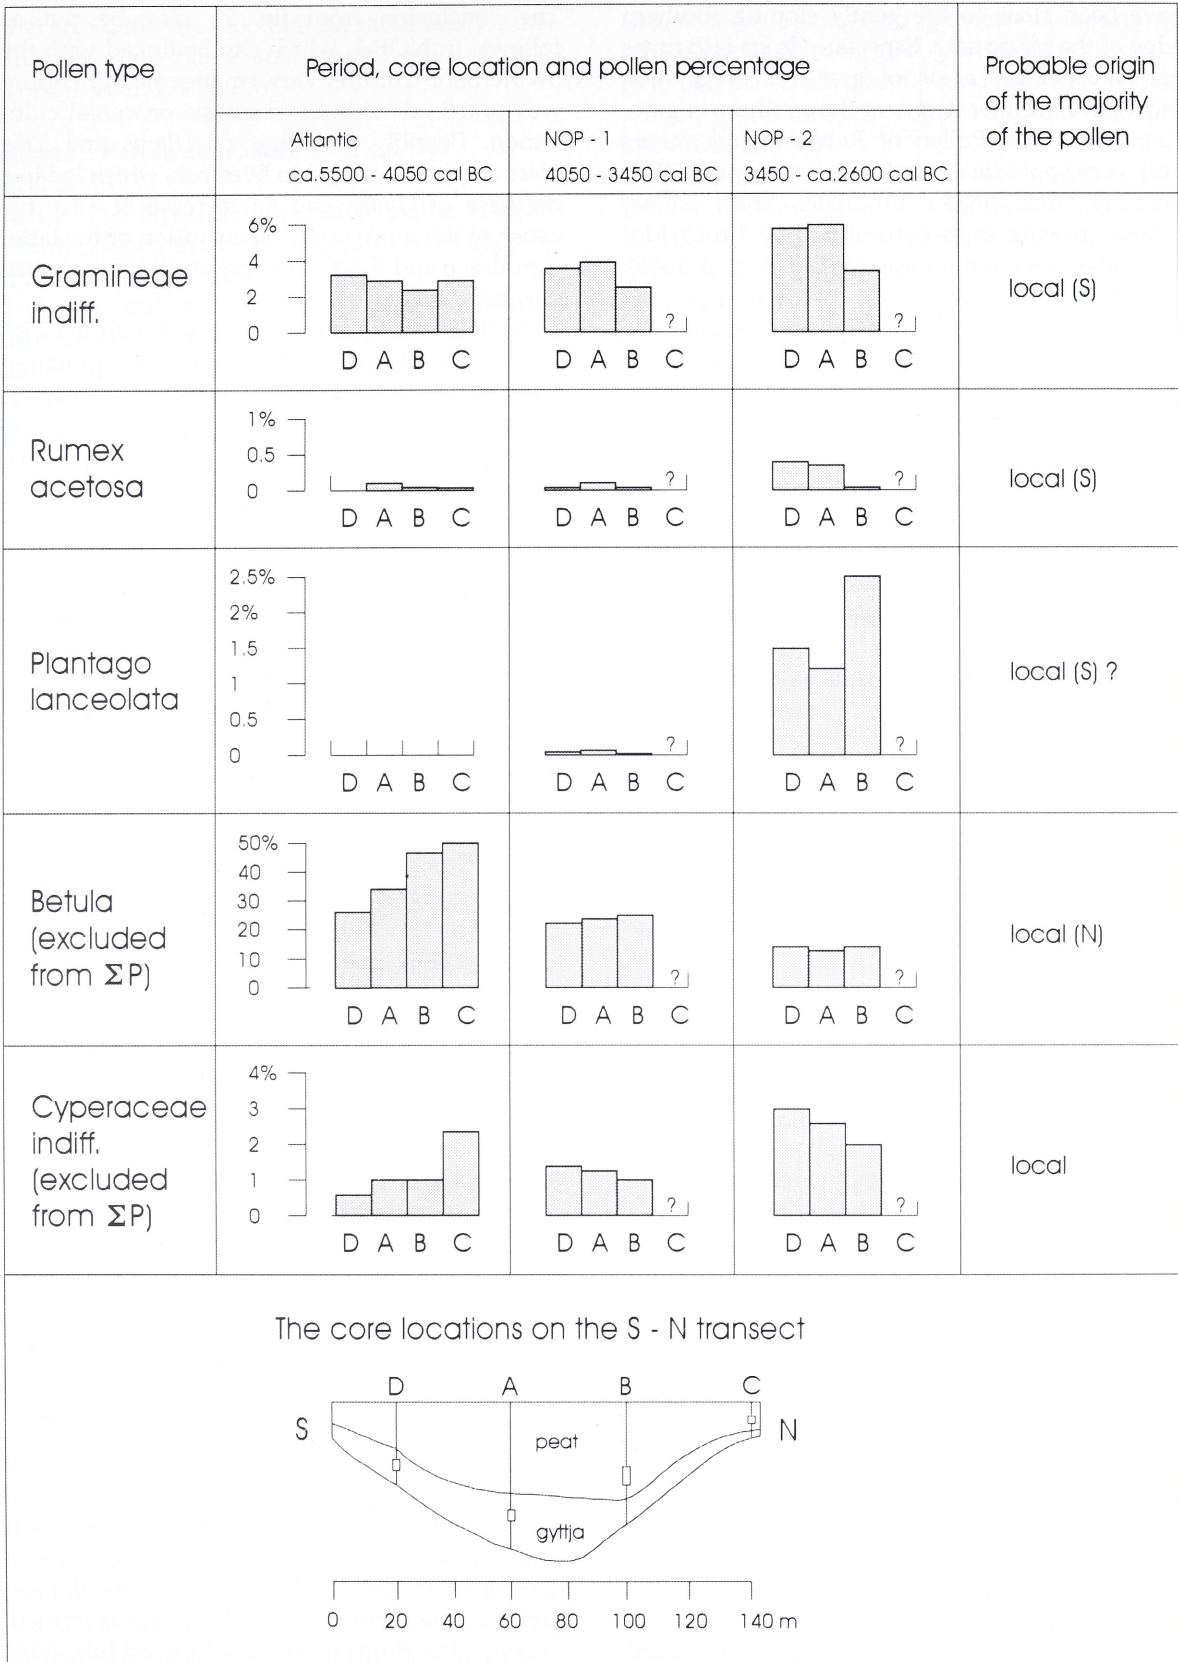 Pollen type
Period, core location and pollen percentage
Probable origin
of the majority
of the pollen
Atlantic
ca.5500 - 4050 cal BC
NOP - 1
4050 - 3450 cal BC
NOP - 2
3450 - ca.2600 cal BC
Gramineae
indiff.
6%
4
2
0
D A B C
?
D A B C
?
D A B C
local (S)
Rumex
acetosa
1%
0.5
0
D A B C
?
D A B C
?
D A B C
local (S)
Plantago
lanceolata
2.5%
2%
1.5
1
0.5
0
D A B C
?
D A B C
?
D A B C
local (S) ?
Betula
(excluded
from ΣP)
50%
40
30
20
10
0
D A B C
?
D A B C
?
D A B C
local (N)
Cyperaceae
indiff.
(excluded
from ΣP)
4%
3
2
1
0
D A B C
?
D A B C
?
D A B C
local
The core locations on the S - N transect
D A B C
S N
peat
gyttja
0 20 40 60 80 100 120 140 m